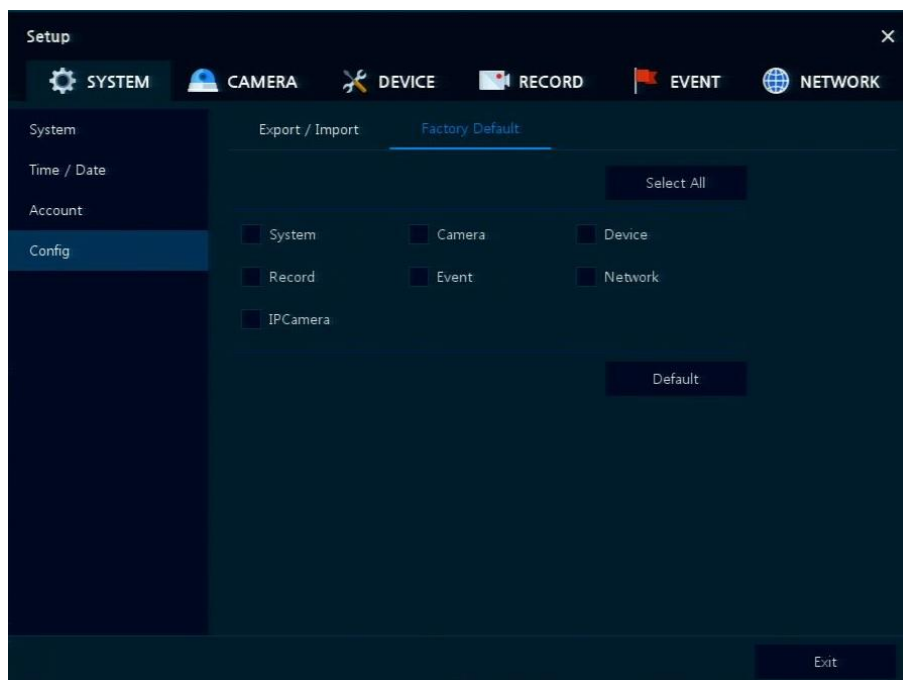 Setup
SYSTEM CAMERA DEVICE RECORD EVENT NETWORK
System
Time / Date
Account
Config
Export / Import Factory Default
Select All
System Camera Device
Record Event Network
IPCamera
Default
Exit